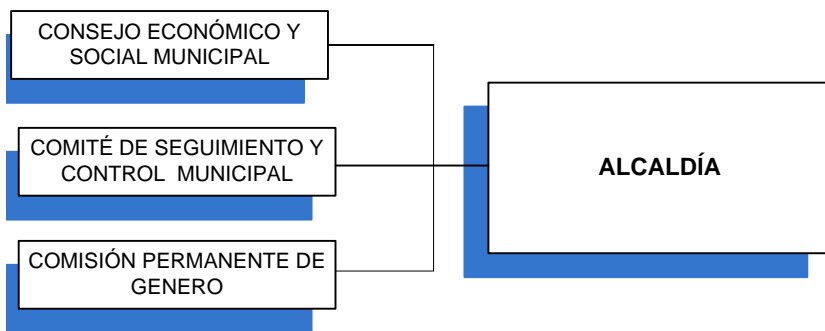 CONSEJO ECONÓMICO Y
SOCIAL MUNICIPAL
COMITÉ DE SEGUIMIENTO Y
CONTROL MUNICIPAL
COMISIÓN PERMANENTE DE
GENERO
ALCALDÍA